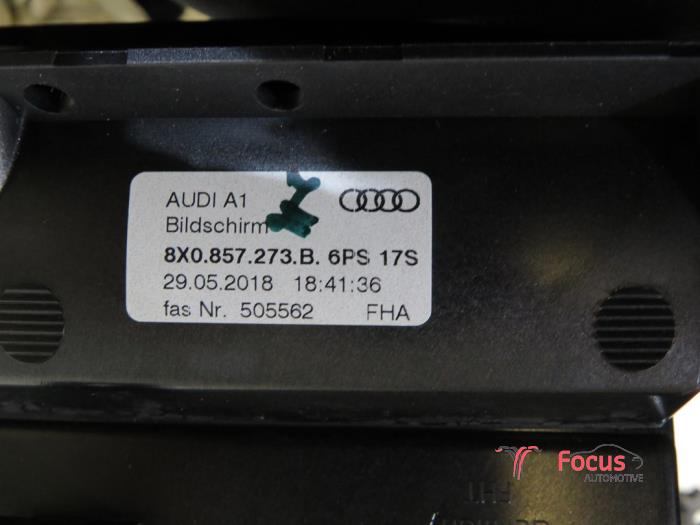 AUDI A1
Bildschirm
8X0.857.273.B. 6PS 17S
29.05.2018 18:41:36
fas Nr. 505562 FHA
Focus
AUTOMOTIVE